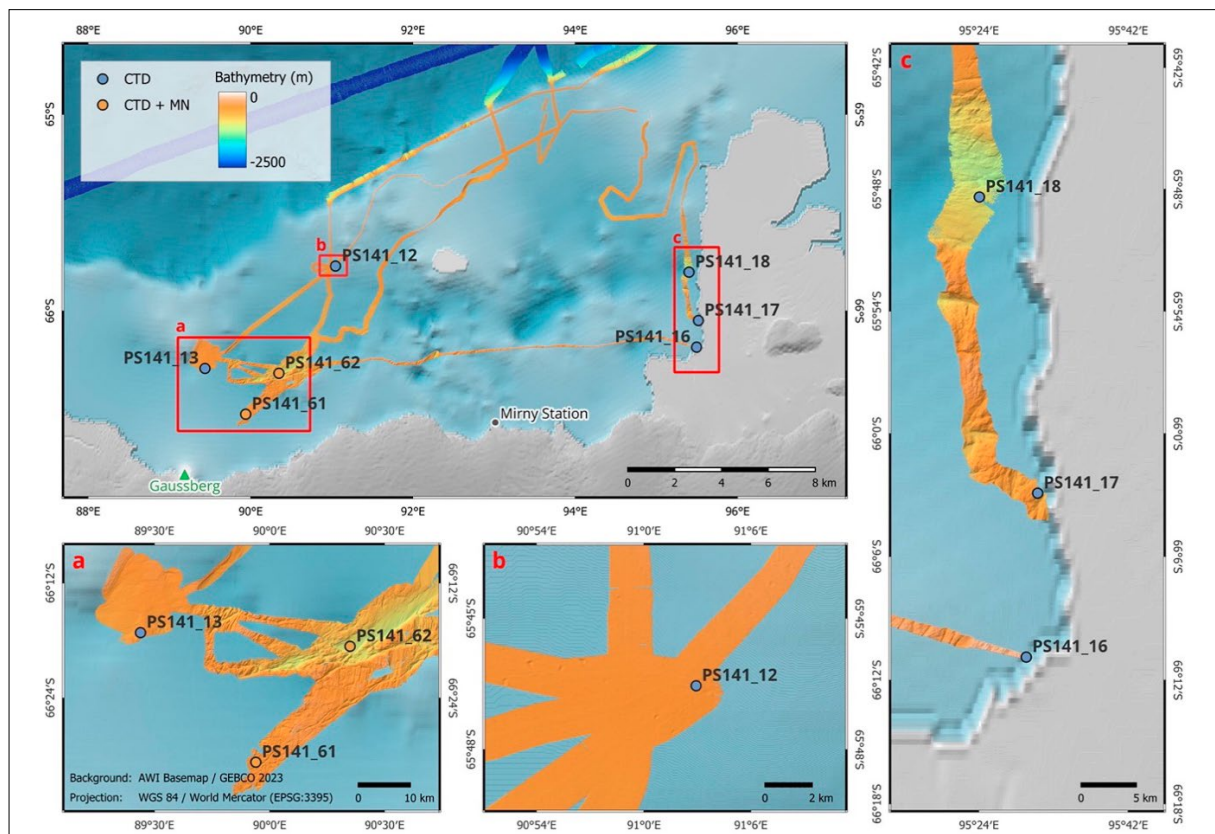 88°E 90°E 92°E 94°E 96°E
CTD
CTD + MN
Bathymetry (m)
0
-2500
65°S
65°S
66°S
66°S
b
PS141_12
c
PS141_18
PS141_17
PS141_16
a
PS141_13
PS141_62
PS141_61
Mirny Station
Gaussberg
0 2 4 6 8 km
88°E 90°E 92°E 94°E 96°E
89°30'E 90°0'E 90°30'E
a
66°12'S
66°12'S
PS141_13
PS141_62
66°24'S
66°24'S
PS141_61
Background: AWI Basemap / GEBCO 2023
Projection: WGS 84 / World Mercator (EPSG:3395)
0 10 km
89°30'E 90°0'E 90°30'E
90°54'E 91°0'E 91°6'E
b
65°45'S
65°45'S
PS141_12
65°48'S
65°48'S
0 2 km
90°54'E 91°0'E 91°6'E
95°24'E 95°42'E
c
65°42'S
65°42'S
PS141_18
65°48'S
65°48'S
65°54'S
65°54'S
66°0'S
66°0'S
PS141_17
66°6'S
66°6'S
PS141_16
66°12'S
66°12'S
0 5 km
66°18'S
66°18'S
95°24'E 95°42'E